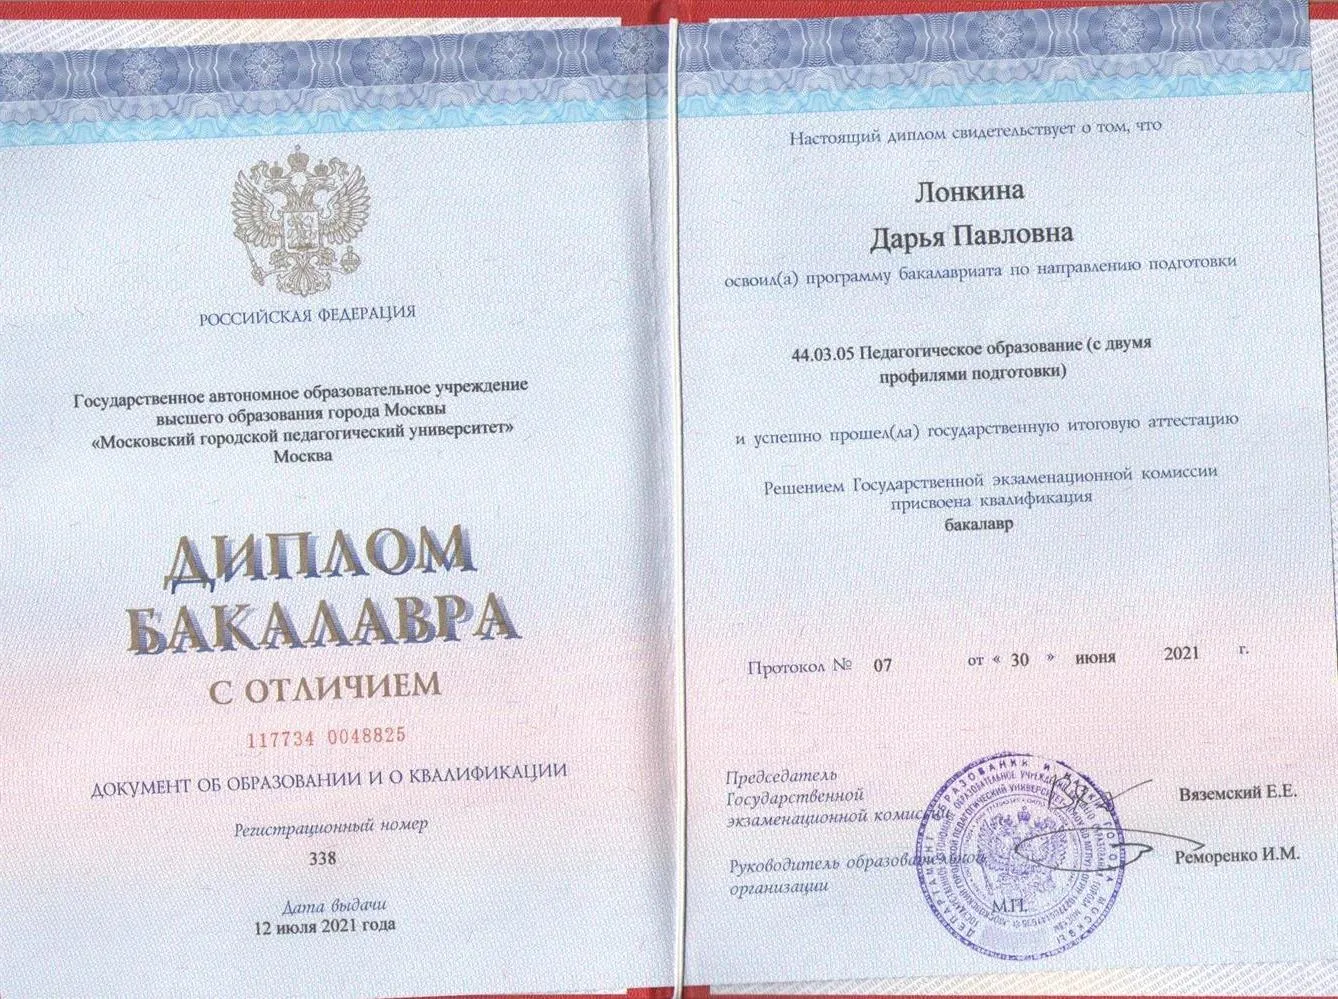 РОССИЙСКАЯ ФЕДЕРАЦИЯ
Государственное автономное образовательное учреждение
высшего образования города Москвы
«Московский городской педагогический университет»
Москва
ДИПЛОМ
БАКАЛАВРА
С ОТЛИЧИЕМ
117734 0048825
ДОКУМЕНТ ОБ ОБРАЗОВАНИИ И О КВАЛИФИКАЦИИ
Регистрационный номер
338
Дата выдачи
12 июля 2021 года
Настоящий диплом свидетельствует о том, что
Лонкина
Дарья Павловна
освоил(а) программу бакалавриата по направлению подготовки
44.03.05 Педагогическое образование (с двумя
профилями подготовки)
и успешно прошел(ла) государственную итоговую аттестацию
Решением Государственной экзаменационной комиссии
присвоена квалификация
бакалавр
Протокол № 07 от « 30 » июня 2021 г.
Председатель
Государственной
экзаменационной комиссии
Вяземский Е.Е.
Руководитель образовательной
организации
Реморенко И.М.
М.П.